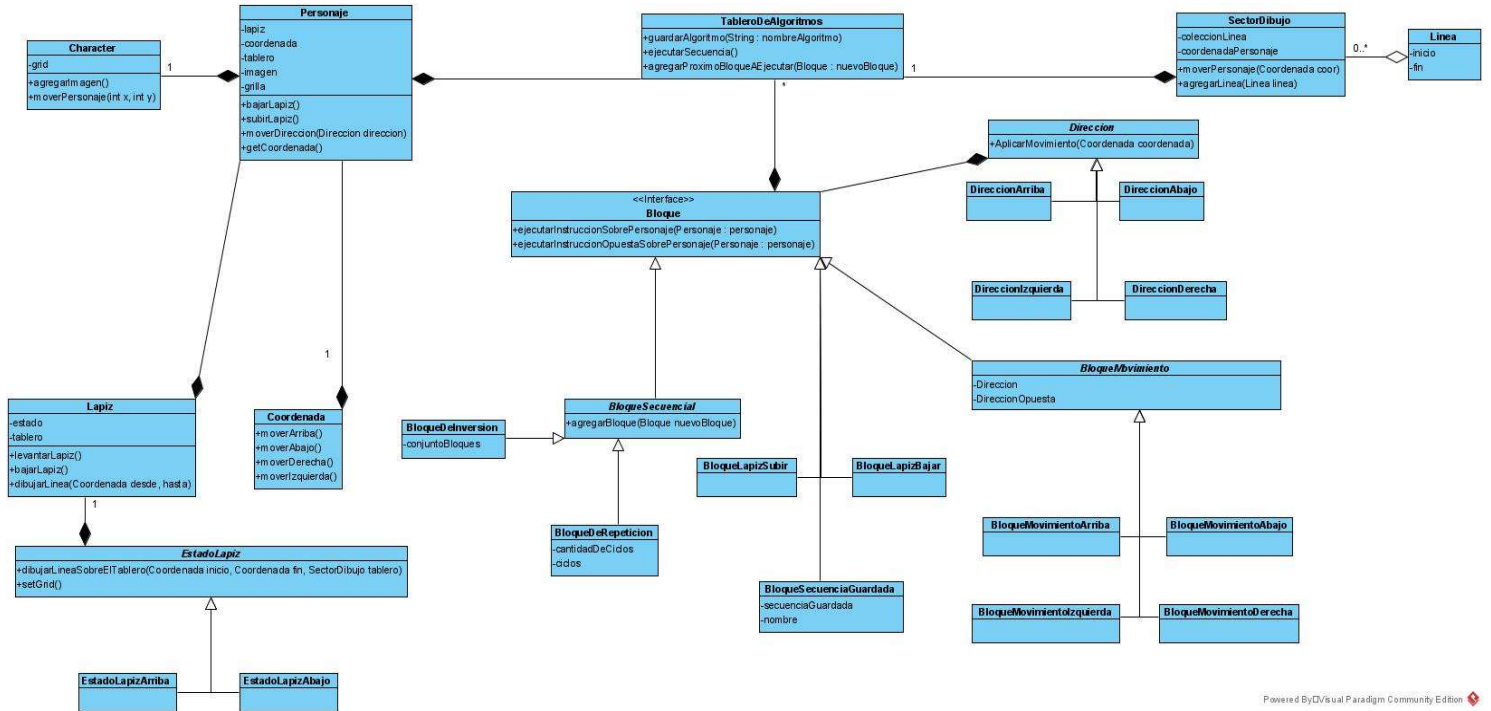 Personaje
-lapiz
-coordenada
-tablero
-imagen
-grilla
+bajarLapiz()
+subirLapiz()
+moverDireccion(Direccion direccion)
+getCoordenada()
Character
-grid
+agregarImagen()
+moverPersonaje(int x, int y)
1
TableroDeAlgoritmos
+guardarAlgoritmo(String : nombreAlgoritmo)
+ejecutarSecuencia()
+agregarProximoBloqueAEjecutar(Bloque : nuevoBloque)
*
1
SectorDibujo
-coleccionLinea
-coordenadaPersonaje
+moverPersonaje(Coordenada coor)
+agregarLinea(Linea linea)
0..*
Linea
-inicio
-fin
Direccion
+AplicarMovimiento(Coordenada coordenada)
DireccionArriba
DireccionAbajo
DireccionIzquierda
DireccionDerecha
<<Interface>>
Bloque
+ejecutarInstruccionSobrePersonaje(Personaje : personaje)
+ejecutarInstruccionOpuestaSobrePersonaje(Personaje : personaje)
1
Lapiz
-estado
-tablero
+levantarLapiz()
+bajarLapiz()
+dibujarLinea(Coordenada desde, hasta)
1
Coordenada
+moverArriba()
+moverAbajo()
+moverDerecha()
+moverIzquierda()
BloqueDeInversion
-conjuntoBloques
BloqueSecuencial
+agregarBloque(Bloque nuevoBloque)
BloqueMovimiento
-Direccion
-DireccionOpuesta
BloqueLapizSubir
BloqueLapizBajar
BloqueDeRepeticion
-cantidadDeCiclos
-ciclos
BloqueMovimientoArriba
BloqueMovimientoAbajo
EstadoLapiz
+dibujarLineaSobreElTablero(Coordenada inicio, Coordenada fin, SectorDibujo tablero)
+setGrid()
BloqueSecuenciaGuardada
-secuenciaGuardada
-nombre
BloqueMovimientoIzquierda
BloqueMovimientoDerecha
EstadoLapizArriba
EstadoLapizAbajo
Powered By Visual Paradigm Community Edition